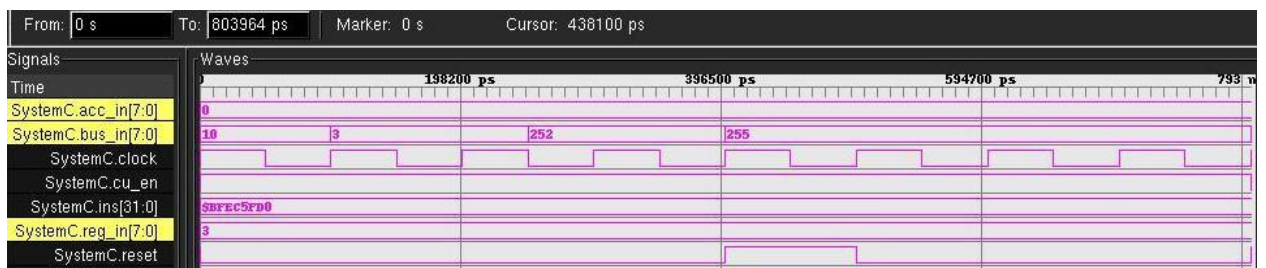 From: 0 s To: 803964 ps Marker: 0 s Cursor: 438100 ps
Signals Waves
Time 0 198200 ps 396500 ps 594700 ps 793 n
SystemC.acc_in[7:0] 0
SystemC.bus_in[7:0] 10 3 252 255
SystemC.clock
SystemC.cu_en
SystemC.ins[31:0] $BFEC5FD0
SystemC.reg_in[7:0] 3
SystemC.reset